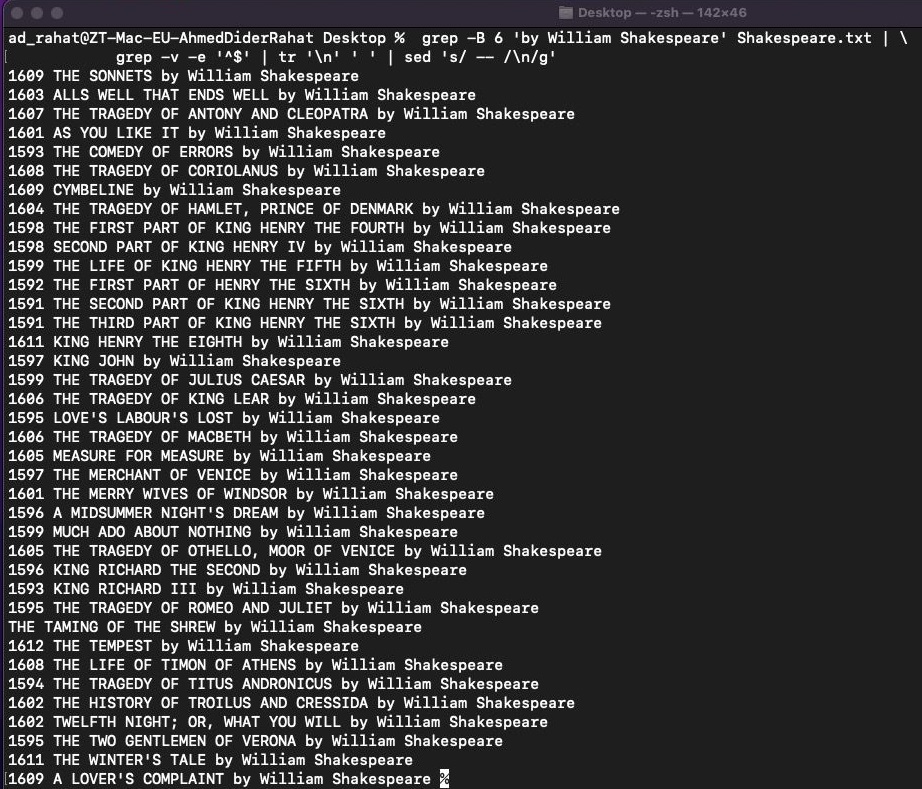 Desktop — -zsh — 142×46
ad_rahat@ZT-Mac-EU-AhmedDiderRahat Desktop %  grep -B 6 'by William Shakespeare' Shakespeare.txt | \
[            grep -v -e '^$' | tr '\n' ' ' | sed 's/ -- /\n/g'
1609 THE SONNETS by William Shakespeare
1603 ALLS WELL THAT ENDS WELL by William Shakespeare
1607 THE TRAGEDY OF ANTONY AND CLEOPATRA by William Shakespeare
1601 AS YOU LIKE IT by William Shakespeare
1593 THE COMEDY OF ERRORS by William Shakespeare
1608 THE TRAGEDY OF CORIOLANUS by William Shakespeare
1609 CYMBELINE by William Shakespeare
1604 THE TRAGEDY OF HAMLET, PRINCE OF DENMARK by William Shakespeare
1598 THE FIRST PART OF KING HENRY THE FOURTH by William Shakespeare
1598 SECOND PART OF KING HENRY IV by William Shakespeare
1599 THE LIFE OF KING HENRY THE FIFTH by William Shakespeare
1592 THE FIRST PART OF HENRY THE SIXTH by William Shakespeare
1591 THE SECOND PART OF KING HENRY THE SIXTH by William Shakespeare
1591 THE THIRD PART OF KING HENRY THE SIXTH by William Shakespeare
1611 KING HENRY THE EIGHTH by William Shakespeare
1597 KING JOHN by William Shakespeare
1599 THE TRAGEDY OF JULIUS CAESAR by William Shakespeare
1606 THE TRAGEDY OF KING LEAR by William Shakespeare
1595 LOVE'S LABOUR'S LOST by William Shakespeare
1606 THE TRAGEDY OF MACBETH by William Shakespeare
1605 MEASURE FOR MEASURE by William Shakespeare
1597 THE MERCHANT OF VENICE by William Shakespeare
1601 THE MERRY WIVES OF WINDSOR by William Shakespeare
1596 A MIDSUMMER NIGHT'S DREAM by William Shakespeare
1599 MUCH ADO ABOUT NOTHING by William Shakespeare
1605 THE TRAGEDY OF OTHELLO, MOOR OF VENICE by William Shakespeare
1596 KING RICHARD THE SECOND by William Shakespeare
1593 KING RICHARD III by William Shakespeare
1595 THE TRAGEDY OF ROMEO AND JULIET by William Shakespeare
THE TAMING OF THE SHREW by William Shakespeare
1612 THE TEMPEST by William Shakespeare
1608 THE LIFE OF TIMON OF ATHENS by William Shakespeare
1594 THE TRAGEDY OF TITUS ANDRONICUS by William Shakespeare
1602 THE HISTORY OF TROILUS AND CRESSIDA by William Shakespeare
1602 TWELFTH NIGHT; OR, WHAT YOU WILL by William Shakespeare
1595 THE TWO GENTLEMEN OF VERONA by William Shakespeare
1611 THE WINTER'S TALE by William Shakespeare
[1609 A LOVER'S COMPLAINT by William Shakespeare %